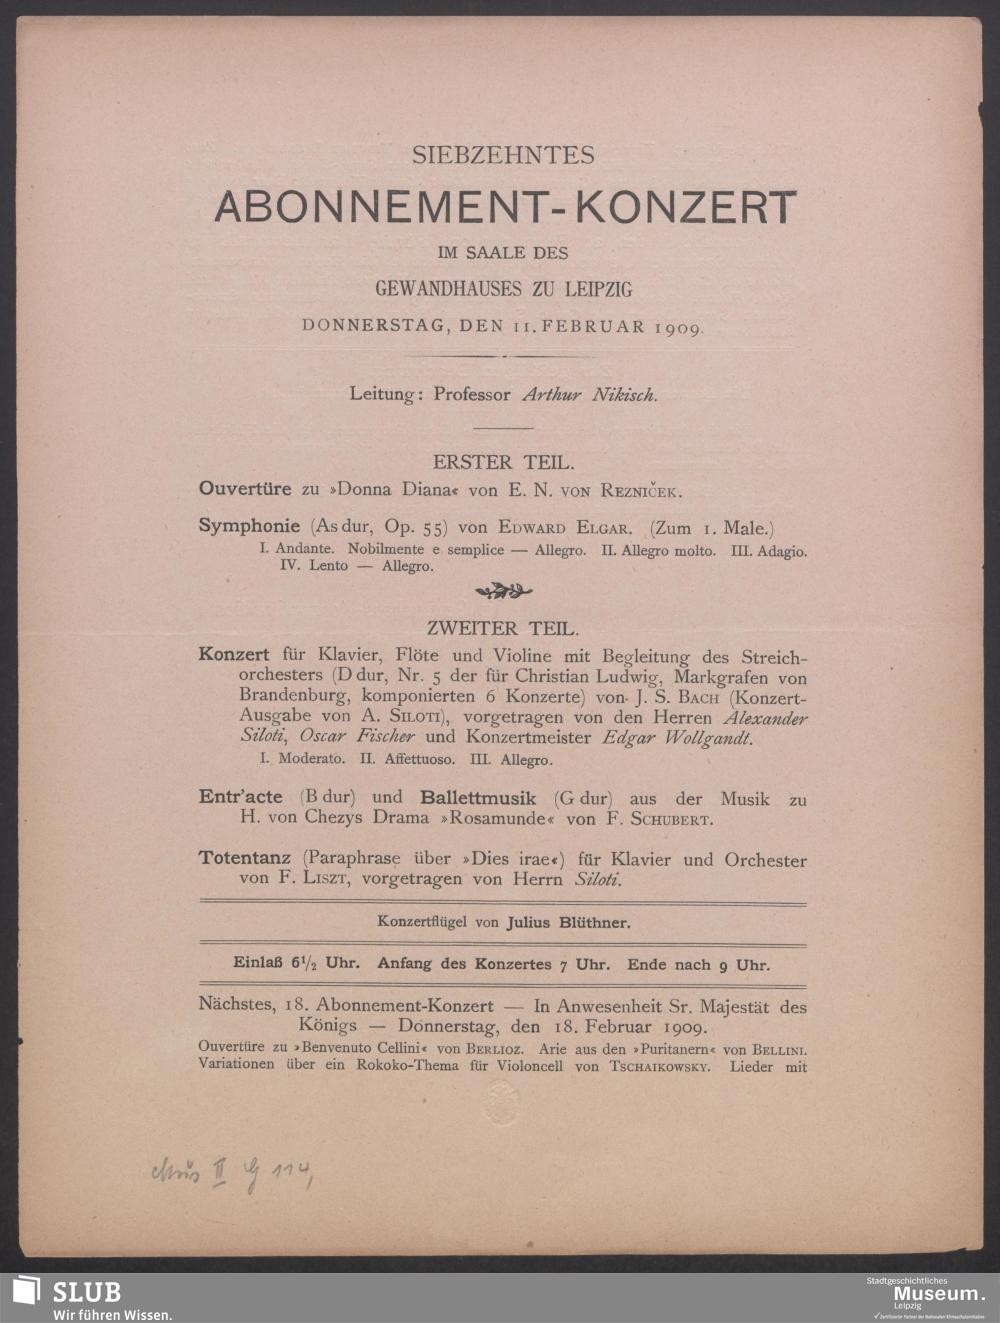 SIEBZEHNTES
ABONNEMENT-KONZERT
IM SAALE DES
GEWANDHAUSES ZU LEIPZIG
DONNERSTAG, DEN 11. FEBRUAR 1909.
Leitung: Professor Arthur Nikisch.
ERSTER TEIL.
Ouvertüre zu »Donna Diana« von E. N. VON REZNIČEK.
Symphonie (As dur, Op. 55) von EDWARD ELGAR. (Zum 1. Male.)
I. Andante. Nobilmente e semplice — Allegro. II. Allegro molto. III. Adagio.
IV. Lento — Allegro.
ZWEITER TEIL.
Konzert für Klavier, Flöte und Violine mit Begleitung des Streich-
orchesters (D dur, Nr. 5 der für Christian Ludwig, Markgrafen von
Brandenburg, komponierten 6 Konzerte) von J. S. BACH (Konzert-
Ausgabe von A. SILOTI), vorgetragen von den Herren Alexander
Siloti, Oscar Fischer und Konzertmeister Edgar Wollgandt.
I. Moderato. II. Affettuoso. III. Allegro.
Entr'acte (B dur) und Ballettmusik (G dur) aus der Musik zu
H. von Chezys Drama »Rosamunde« von F. SCHUBERT.
Totentanz (Paraphrase über »Dies irae«) für Klavier und Orchester
von F. LISZT, vorgetragen von Herrn Siloti.
Konzertflügel von Julius Blüthner.
Einlaß 6½ Uhr. Anfang des Konzertes 7 Uhr. Ende nach 9 Uhr.
Nächstes, 18. Abonnement-Konzert — In Anwesenheit Sr. Majestät des
Königs — Donnerstag, den 18. Februar 1909.
Ouvertüre zu »Benvenuto Cellini« von BERLIOZ. Arie aus den »Puritanern« von BELLINI.
Variationen über ein Rokoko-Thema für Violoncell von TSCHAIKOWSKY. Lieder mit
Mus II G 114,
SLUB
Wir führen Wissen.
Stadtgeschichtliches
Museum.
Leipzig
Zertifizierter Partner der Nationalen Klimaschutzinitiative